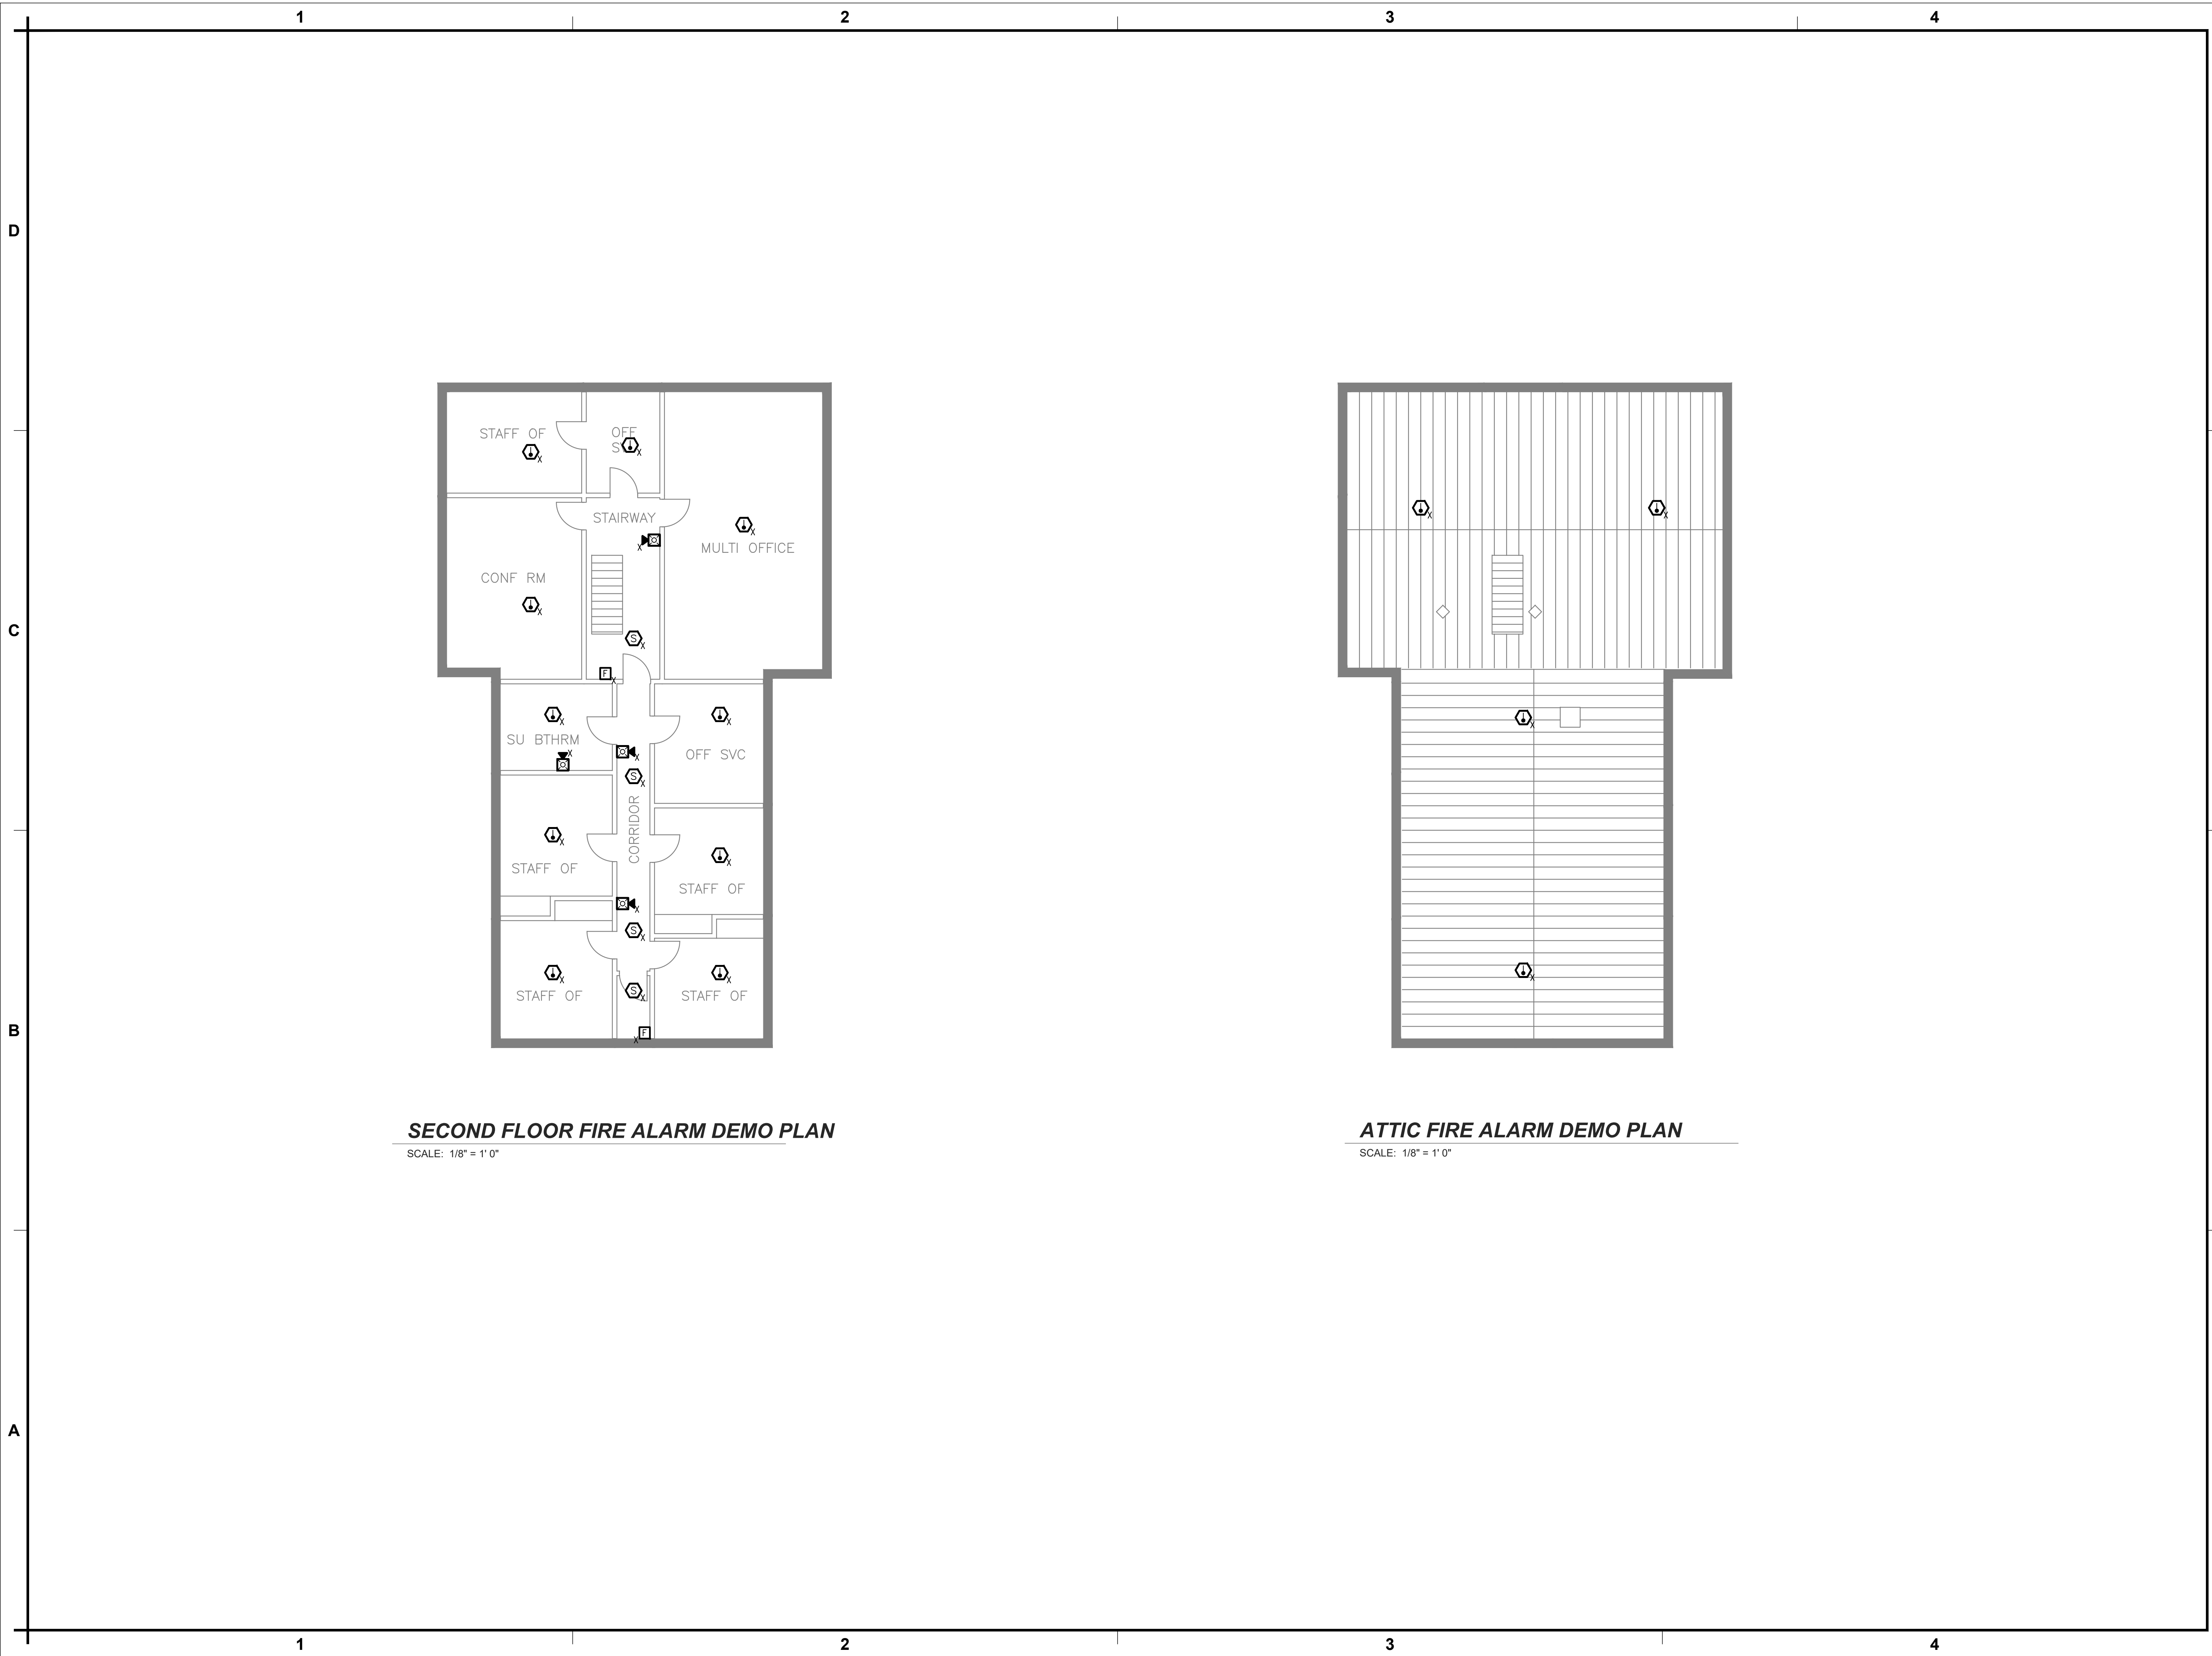 1 2 3 4
D
C
B
A
STAFF OF
X
OFF
X
STAIRWAY
X
MULTI OFFICE
X
CONF RM
X
S
X
F
X
SU BTHRM
X
X
OFF SVC
X
X
S
X
CORRIDOR
STAFF OF
X
STAFF OF
X
X
S
X
STAFF OF
X
S
X
STAFF OF
X
F
X
X
X
X
X
SECOND FLOOR FIRE ALARM DEMO PLAN
SCALE: 1/8" = 1' 0"
ATTIC FIRE ALARM DEMO PLAN
SCALE: 1/8" = 1' 0"
1 2 3 4